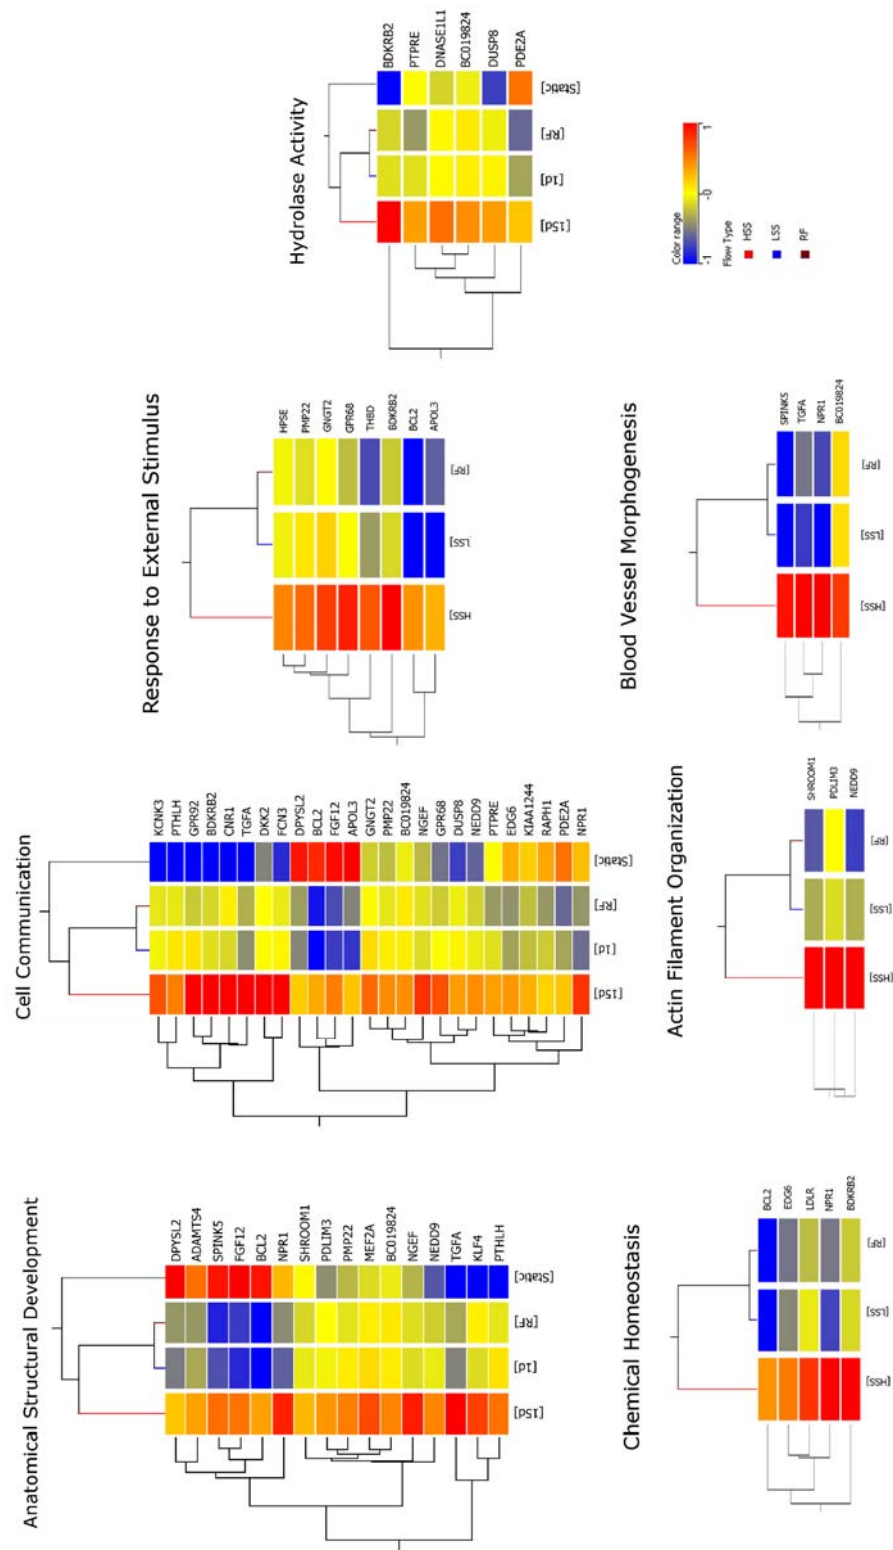 Hydrolase Activity
BDKRB2
PTPRE
DNASE1L1
BC019824
DUSP8
PDE2A
[15d]
[1d]
[RF]
[Static]
Color range
-1
-0
1
Flow Type
HSS
LSS
RF
Response to External Stimulus
HPSE
PMP22
GNGT2
GPR68
THBD
BDKRB2
BCL2
APOL3
HSS]
LSS]
[RF]
Blood Vessel Morphogenesis
SPINK5
TGFA
NPR1
BC019824
[HSS]
[LSS]
[RF]
Cell Communication
KCNK3
PTHLH
GPR92
BDKRB2
CNR1
TGFA
DKK2
FCN3
DPYSL2
BCL2
FGF12
APOL3
GNGT2
PMP22
BC019824
NGEF
GPR68
DUSP8
NEDD9
PTPRE
EDG6
KIAA1244
RAPH1
PDE2A
NPR1
[15d]
[1d]
[RF]
[Static]
Actin Filament Organization
SHROOM1
PDLIM3
NEDD9
[HSS]
[LSS]
[RF]
Anatomical Structural Development
DPYSL2
ADAMTS4
SPINK5
FGF12
BCL2
NPR1
SHROOM1
PDLIM3
PMP22
MEF2A
BC019824
NGEF
NEDD9
TGFA
KLF4
PTHLH
[15d]
[1d]
[RF]
[Static]
Chemical Homeostasis
BCL2
EDG6
LDLR
NPR1
BDKRB2
[HSS]
[LSS]
[RF]